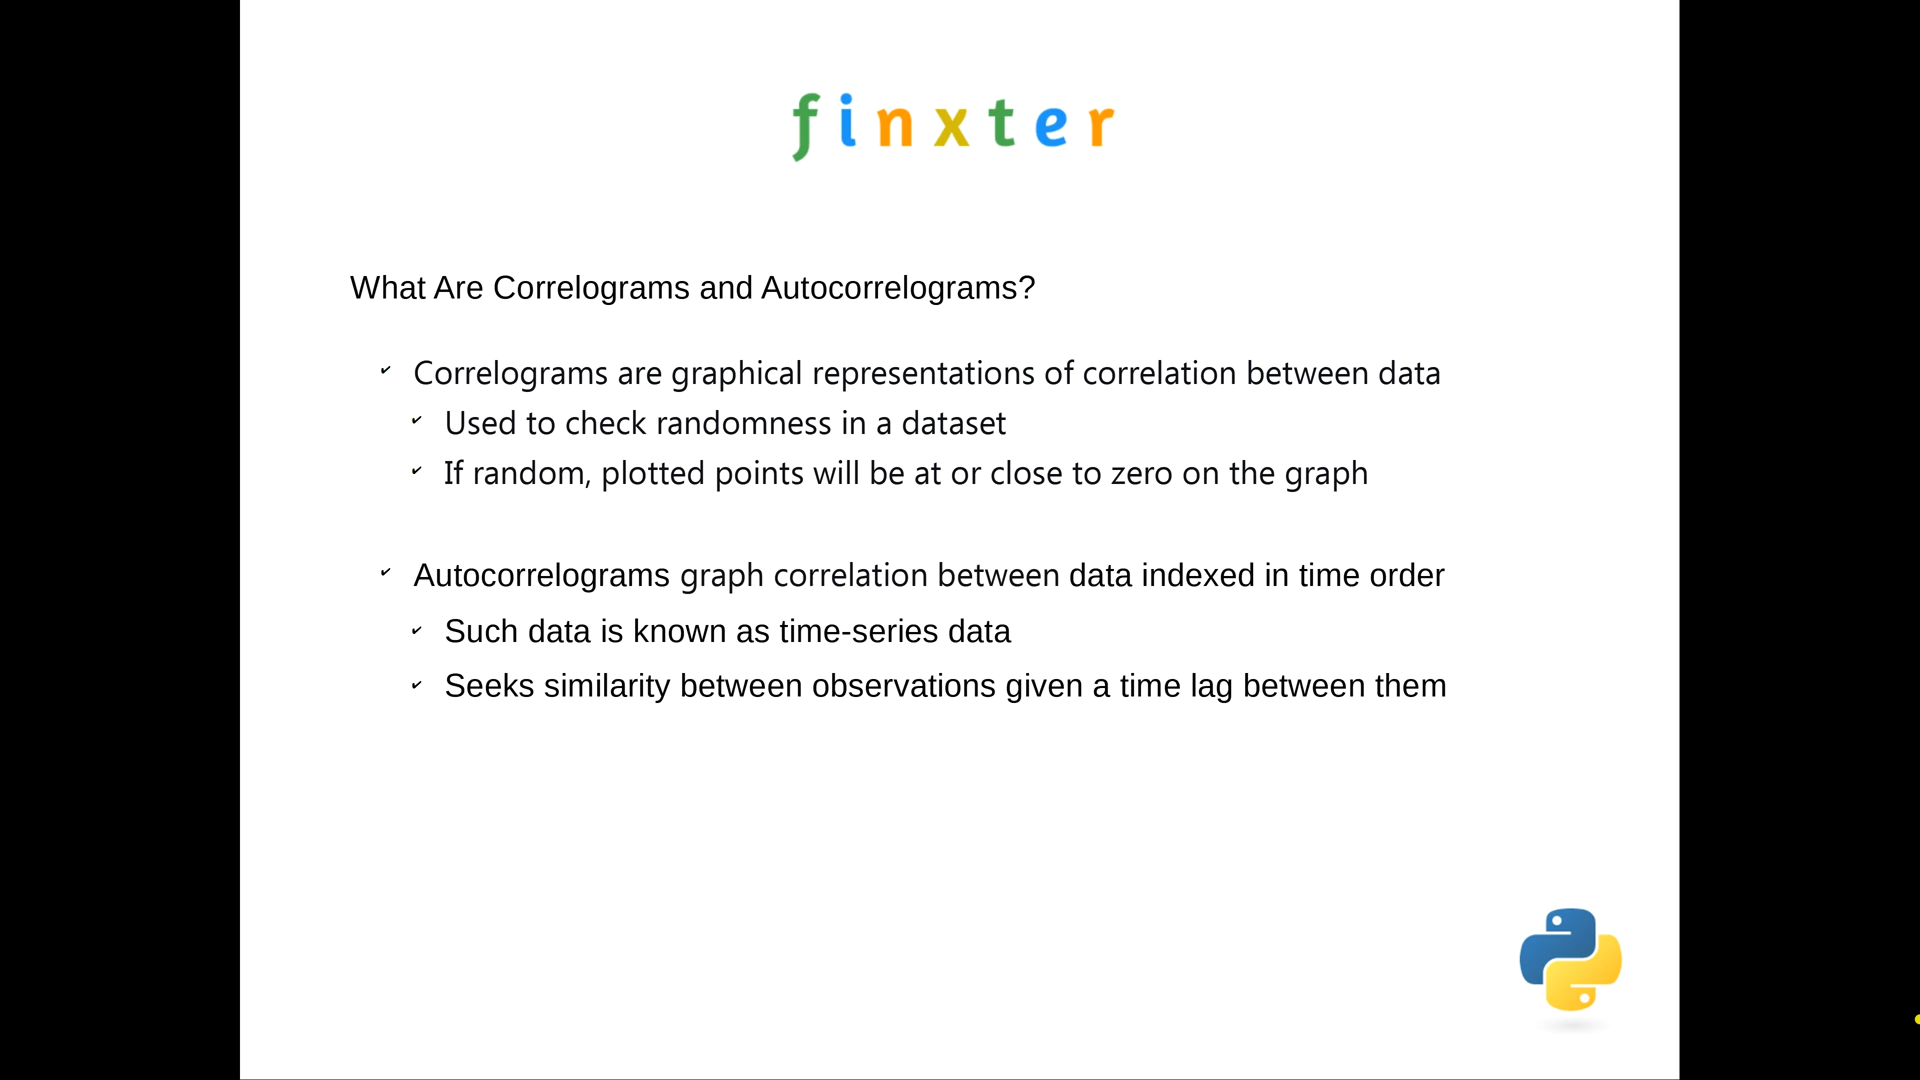 finxter
What Are Correlograms and Autocorrelograms?
Correlograms are graphical representations of correlation between data
Used to check randomness in a dataset
If random, plotted points will be at or close to zero on the graph
Autocorrelograms graph correlation between data indexed in time order
Such data is known as time-series data
Seeks similarity between observations given a time lag between them